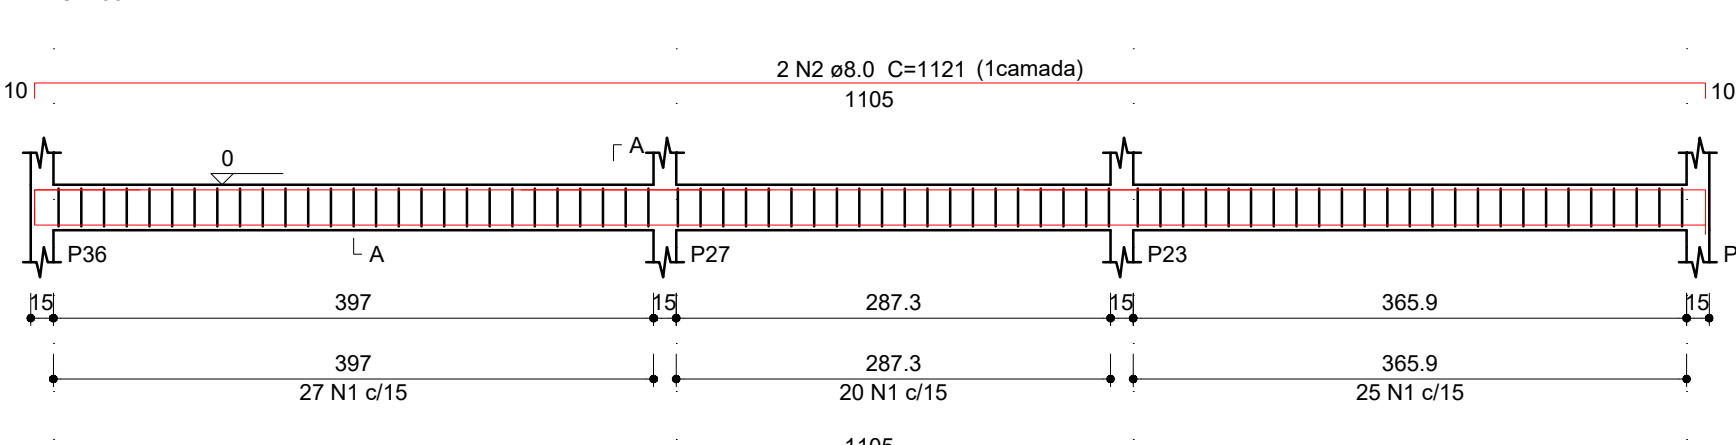 2 N2 ø8.0 C=1121 (1camada)
10 10
1105
A
0
P36 A P27 P23 P
15 397 15 287.3 15 365.9 15
397 287.3 365.9
27 N1 c/15 20 N1 c/15 25 N1 c/15
1105